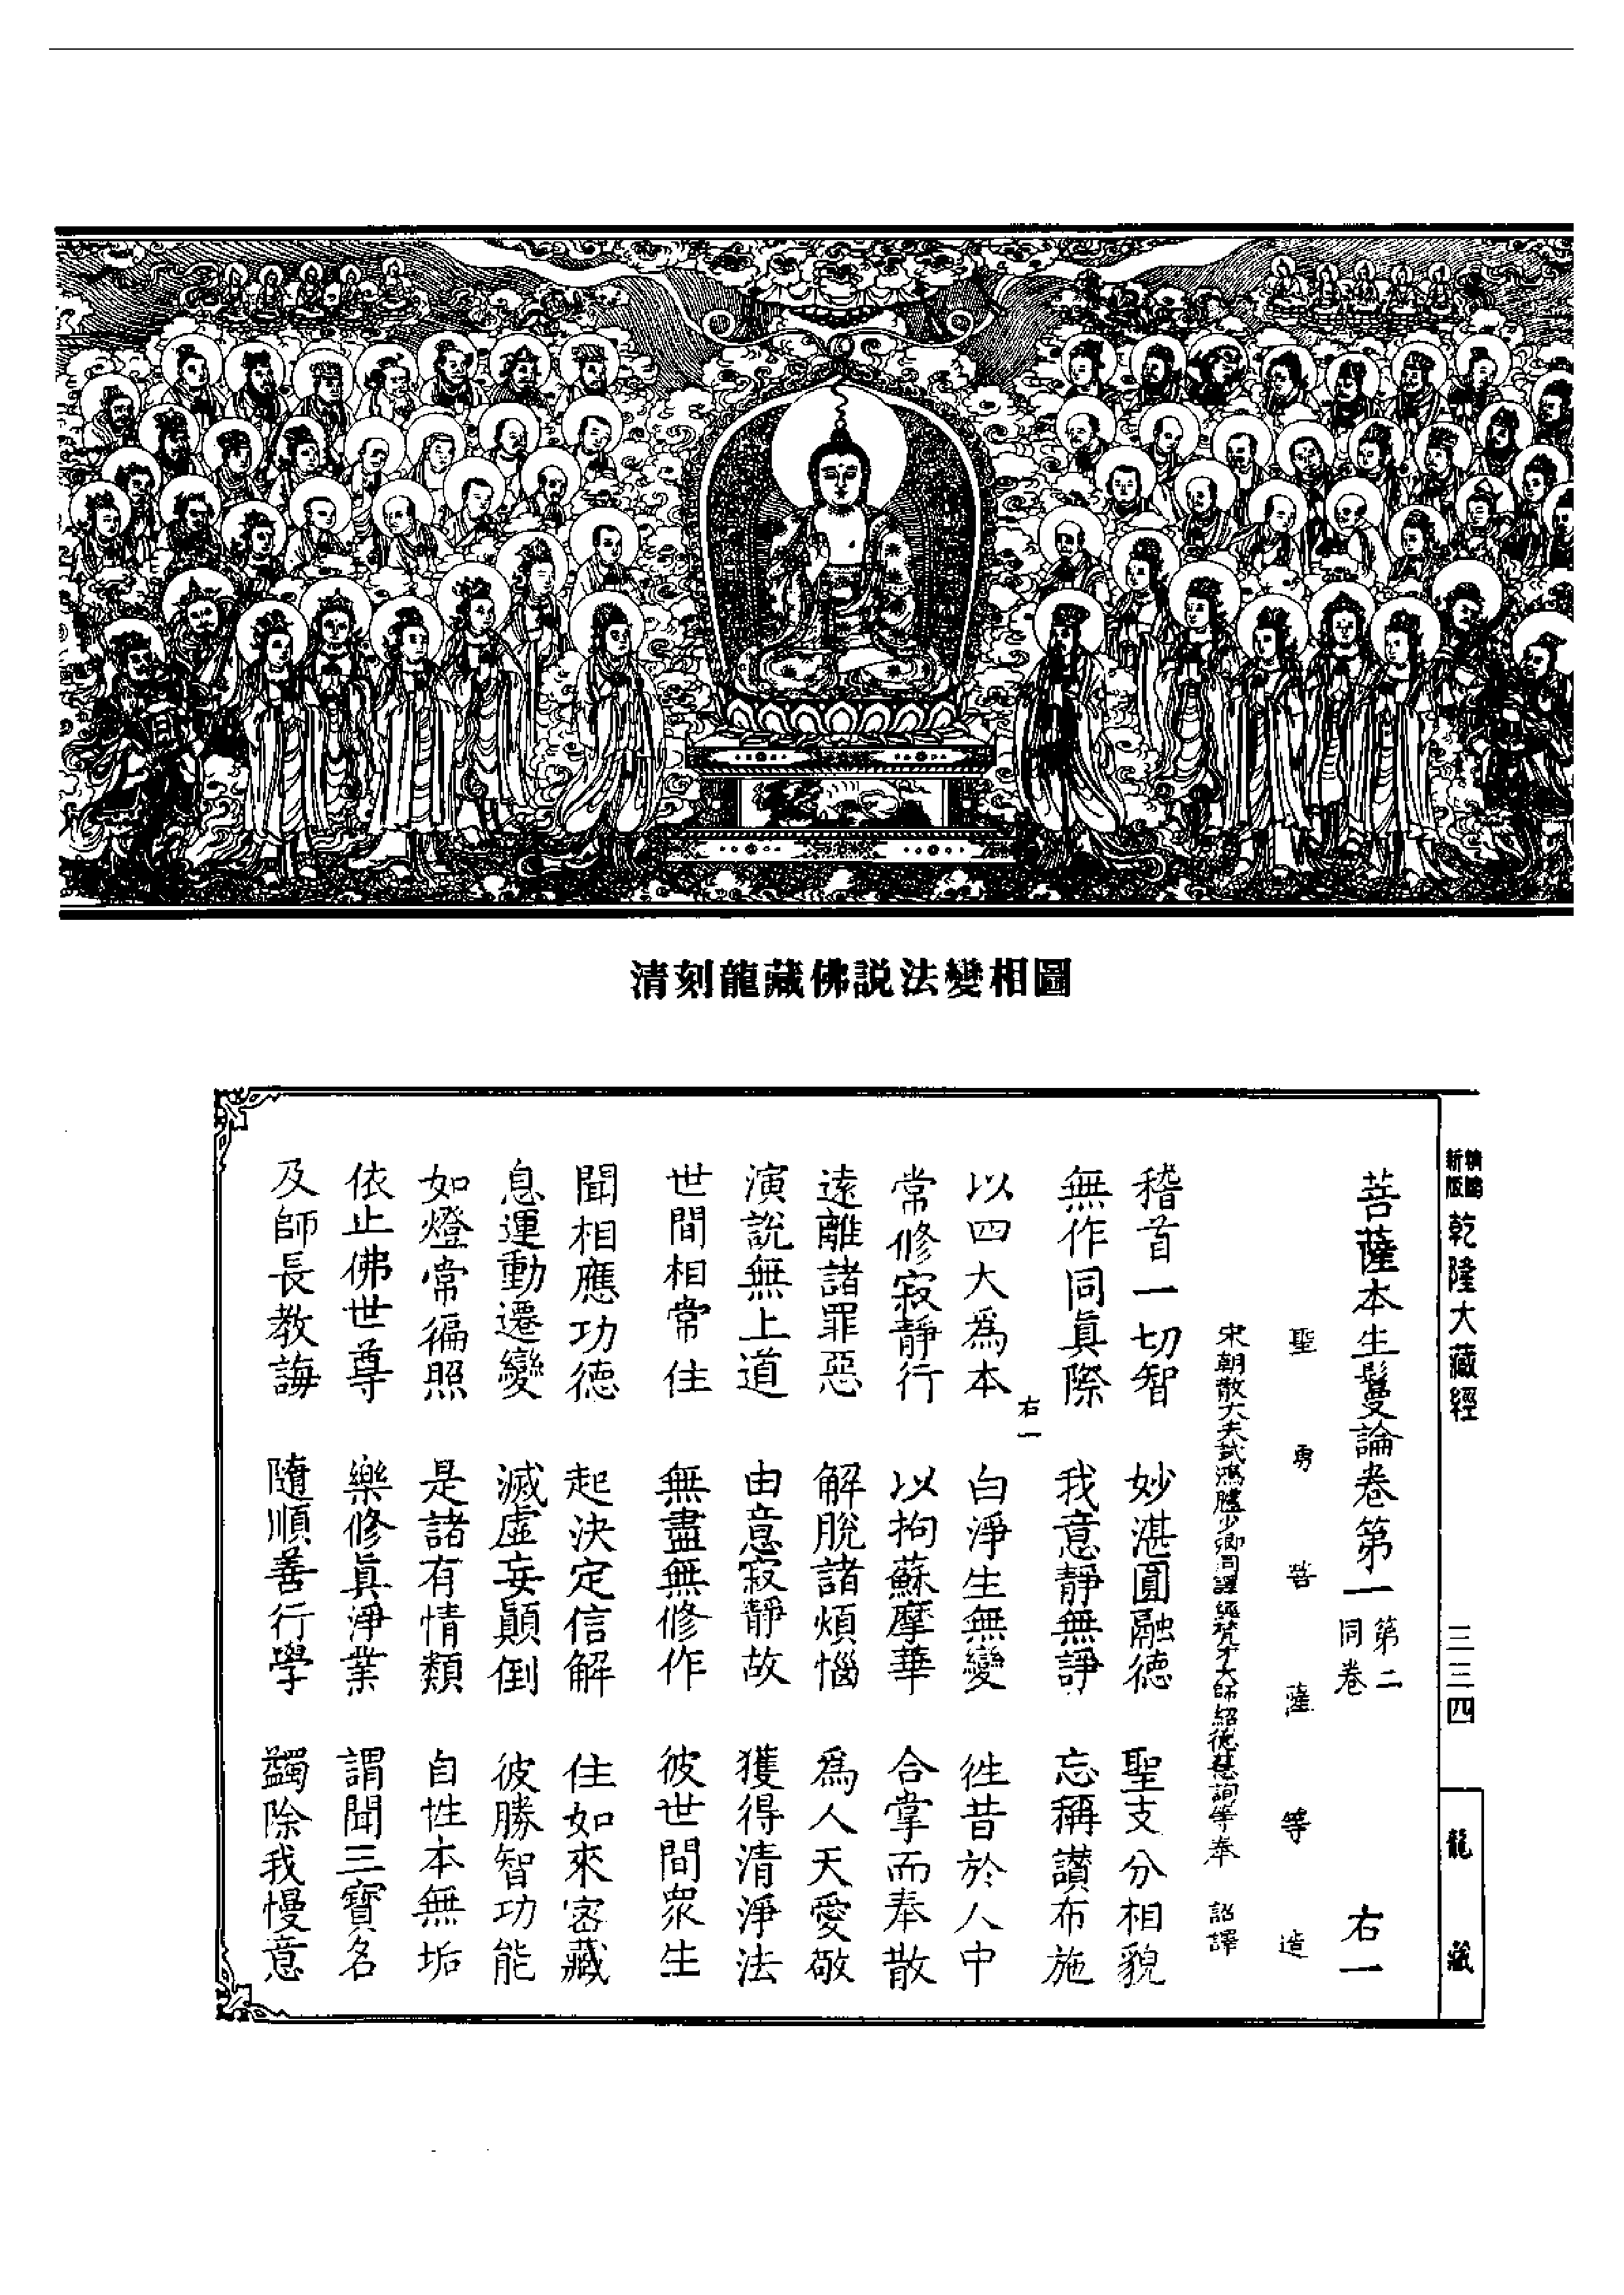 清刻龍藏佛説法變相圖
新版
乾隆大藏經
三三四
龍藏
菩薩本生鬘論卷第一 第二同卷 右一
聖勇菩薩等造
宋朝散大夫試鴻臚少卿同譯經梵才大師紹德慧詢等奉 詔譯
稽首一切智 妙湛圓融德 聖支分相貌
無作同真際 我意靜無諍 忘稱讚布施
右一
以四大為本 白淨生無變 徃昔於人中
常修寂靜行 以拘蘇摩華 合掌而奉散
遠離諸罪惡 解脫諸煩惱 為人天愛敬
演說無上道 由意寂靜故 獲得清淨法
世間相常住 無盡無修作 彼世間眾生
聞相應功德 起決定信解 住如來密藏
息運動遷變 滅虛妄顛倒 彼勝智功能
如燈常徧照 是諸有情類 自性本無垢
依止佛世尊 樂修真淨業 謂聞三寶名
及師長教誨 隨順善行學 蠲除我慢意